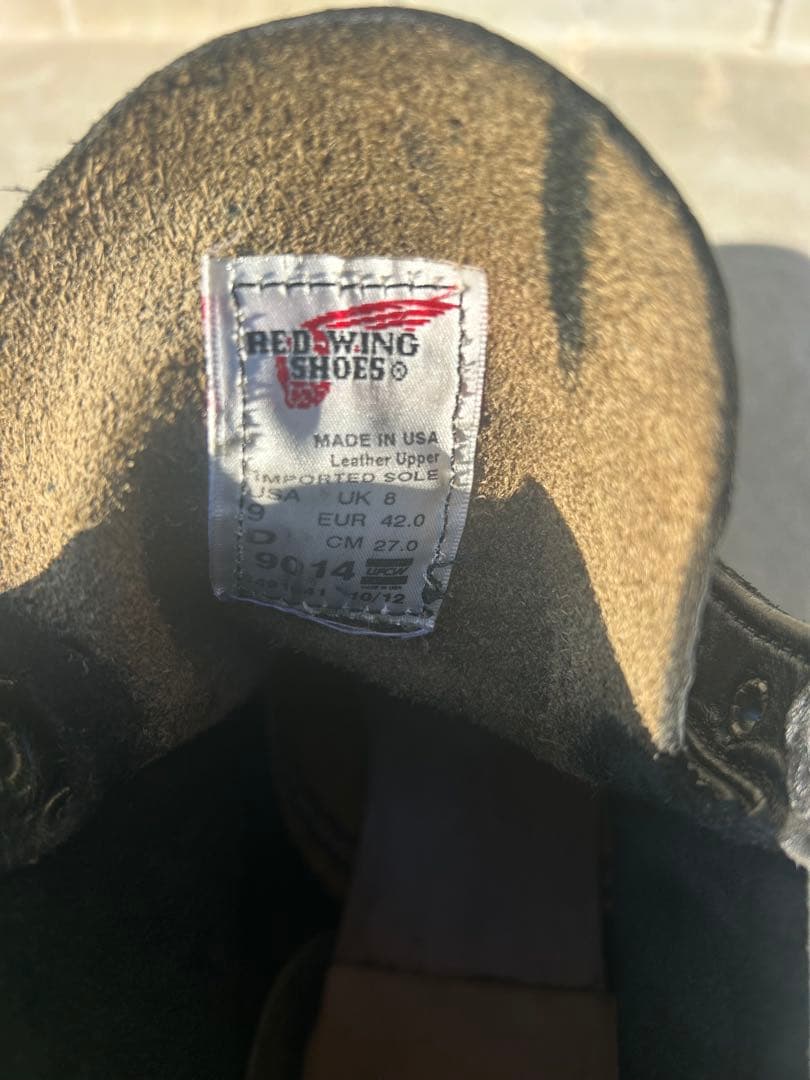 RED WING
SHOES ®
MADE IN USA
Leather Upper
IMPORTED SOLE
USA UK 8
9 EUR 42.0
D CM 27.0
9014 UFCW
10/12